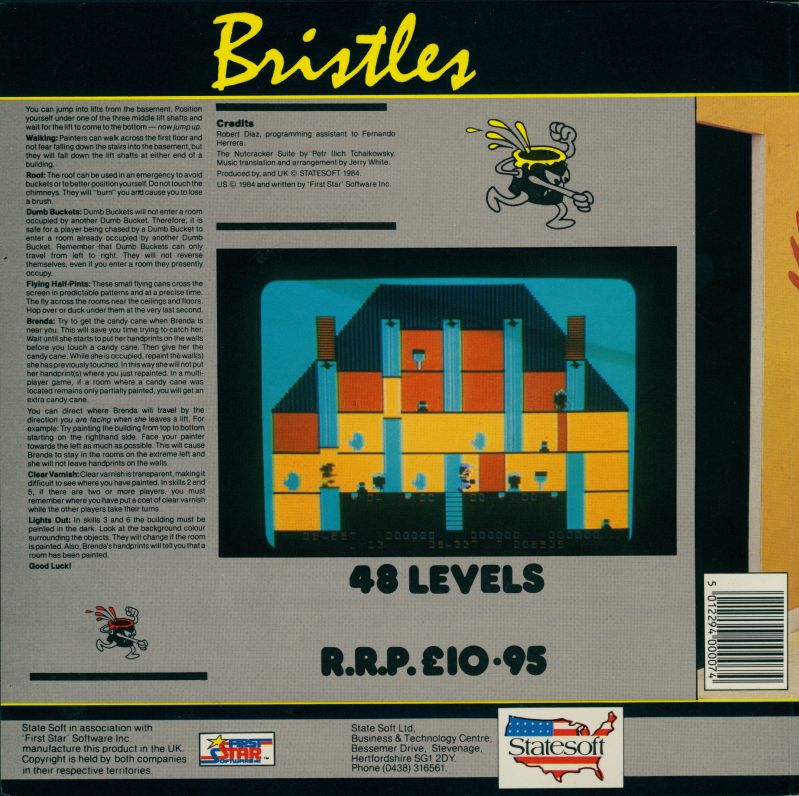 Bristles
You can jump into lifts from the basement. Position
yourself under one of the three middle lift shafts and
wait for the lift to come to the bottom — now jump up.
Walking: Painters can walk across the first floor and
not fear falling down the stairs into the basement, but
they will fall down the lift shafts at either end of a
building.
Roof: The roof can be used in an emergency to avoid
buckets or to better position yourself. Do not touch the
chimneys. They will "burn" you and cause you to lose
a brush.
Dumb Buckets: Dumb Buckets will not enter a room
occupied by another Dumb Bucket. Therefore, it is
safe for a player being chased by a Dumb Bucket to
enter a room already occupied by another Dumb
Bucket. Remember that Dumb Buckets can only
travel from left to right. They will not reverse
themselves, even if you enter a room they presently
occupy.
Flying Half-Pints: These small flying cans cross the
screen in predictable patterns and at a precise time.
The fly across the rooms near the ceilings and floors.
Hop over or duck under them at the very last second.
Brenda: Try to get the candy cane when Brenda is
near you. This will save you time trying to catch her.
Wait until she starts to put her handprints on the walls
before you touch a candy cane. Then give her the
candy cane. While she is occupied, repaint the wall(s)
she has previously touched. In this way she will not put
her handprint(s) where you just repainted. In a multi-
player game, if a room where a candy cane was
located remains only partially painted, you will get an
extra candy cane.
You can direct where Brenda will travel by the
direction you are facing when she leaves a lift. For
example: Try painting the building from top to bottom
starting on the righthand side. Face your painter
towards the left as much as possible. This will cause
Brenda to stay in the rooms on the extreme left and
she will not leave handprints on the walls.
Clear Varnish: Clear varnish is transparent, making it
difficult to see where you have painted. In skills 2 and
5, if there are two or more players, you must
remember where you have put a coat of clear varnish
while the other players take their turns.
Lights Out: In skills 3 and 6 the building must be
painted in the dark. Look at the background colour
surrounding the objects. They will change if the room
is painted. Also, Brenda's handprints will tell you that a
room has been painted.
Good Luck!
Credits
Robert Diaz, programming assistant to Fernando
Herrera.
The Nutcracker Suite by Petr Ilich Tchaikovsky.
Music translation and arrangement by Jerry White.
Produced by, and UK © STATESOFT 1984.
US © 1984 and written by 'First Star' Software Inc.
48 LEVELS
R.R.P. £10·95
5 012294 000074
State Soft in association with
'First Star' Software Inc.
manufacture this product in the UK.
Copyright is held by both companies
in their respective territories.
FIRST
STAR
SOFTWARE INC
TM
State Soft Ltd,
Business & Technology Centre,
Bessemer Drive, Stevenage,
Hertfordshire SG1 2DY.
Phone (0438) 316561.
Statesoft